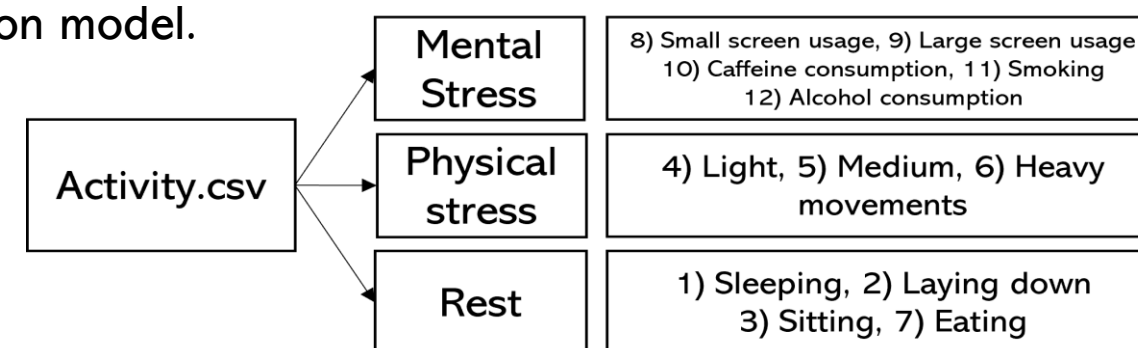 on model.
Mental
Stress
8) Small screen usage, 9) Large screen usage
10) Caffeine consumption, 11) Smoking
12) Alcohol consumption
Activity.csv
Physical
stress
4) Light, 5) Medium, 6) Heavy
movements
Rest
1) Sleeping, 2) Laying down
3) Sitting, 7) Eating